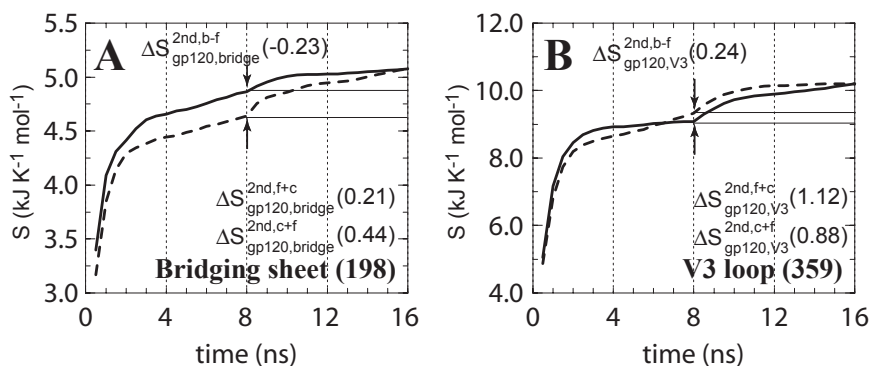 A
ΔS 2nd,b-f gp120,bridge (-0.23)
5.5
5.0
4.5
4.0
3.5
3.0
S (kJ K-1 mol-1)
ΔS 2nd,f+c gp120,bridge (0.21)
ΔS 2nd,c+f gp120,bridge (0.44)
Bridging sheet (198)
0 4 8 12 16
time (ns)
B
ΔS 2nd,b-f gp120,V3 (0.24)
12.0
10.0
8.0
6.0
4.0
S (kJ K-1 mol-1)
ΔS 2nd,f+c gp120,V3 (1.12)
ΔS 2nd,c+f gp120,V3 (0.88)
V3 loop (359)
0 4 8 12 16
time (ns)